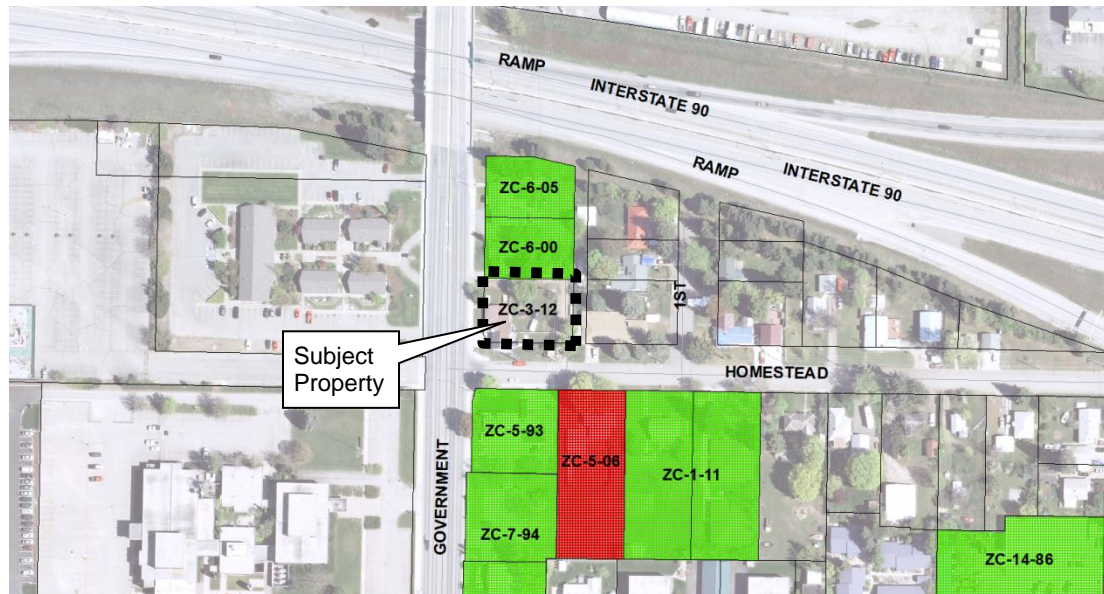 RAMP
INTERSTATE 90
RAMP
INTERSTATE 90
ZC-6-05
ZC-6-00
1ST
ZC-3-12
Subject
Property
HOMESTEAD
GOVERNMENT
ZC-5-93
ZC-5-06
ZC-1-11
ZC-7-94
ZC-14-86